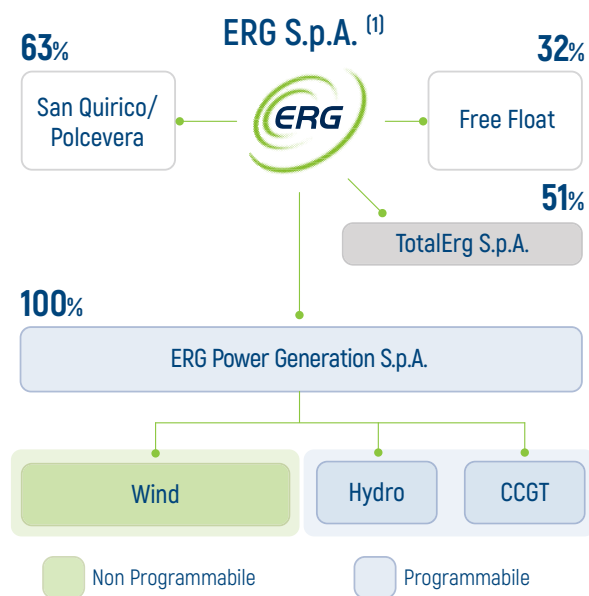 ERG S.p.A. (1)
63%
32%
San Quirico/
Polcevera
ERG
Free Float
51%
TotalErg S.p.A.
100%
ERG Power Generation S.p.A.
Wind
Hydro
CCGT
Non Programmabile
Programmabile